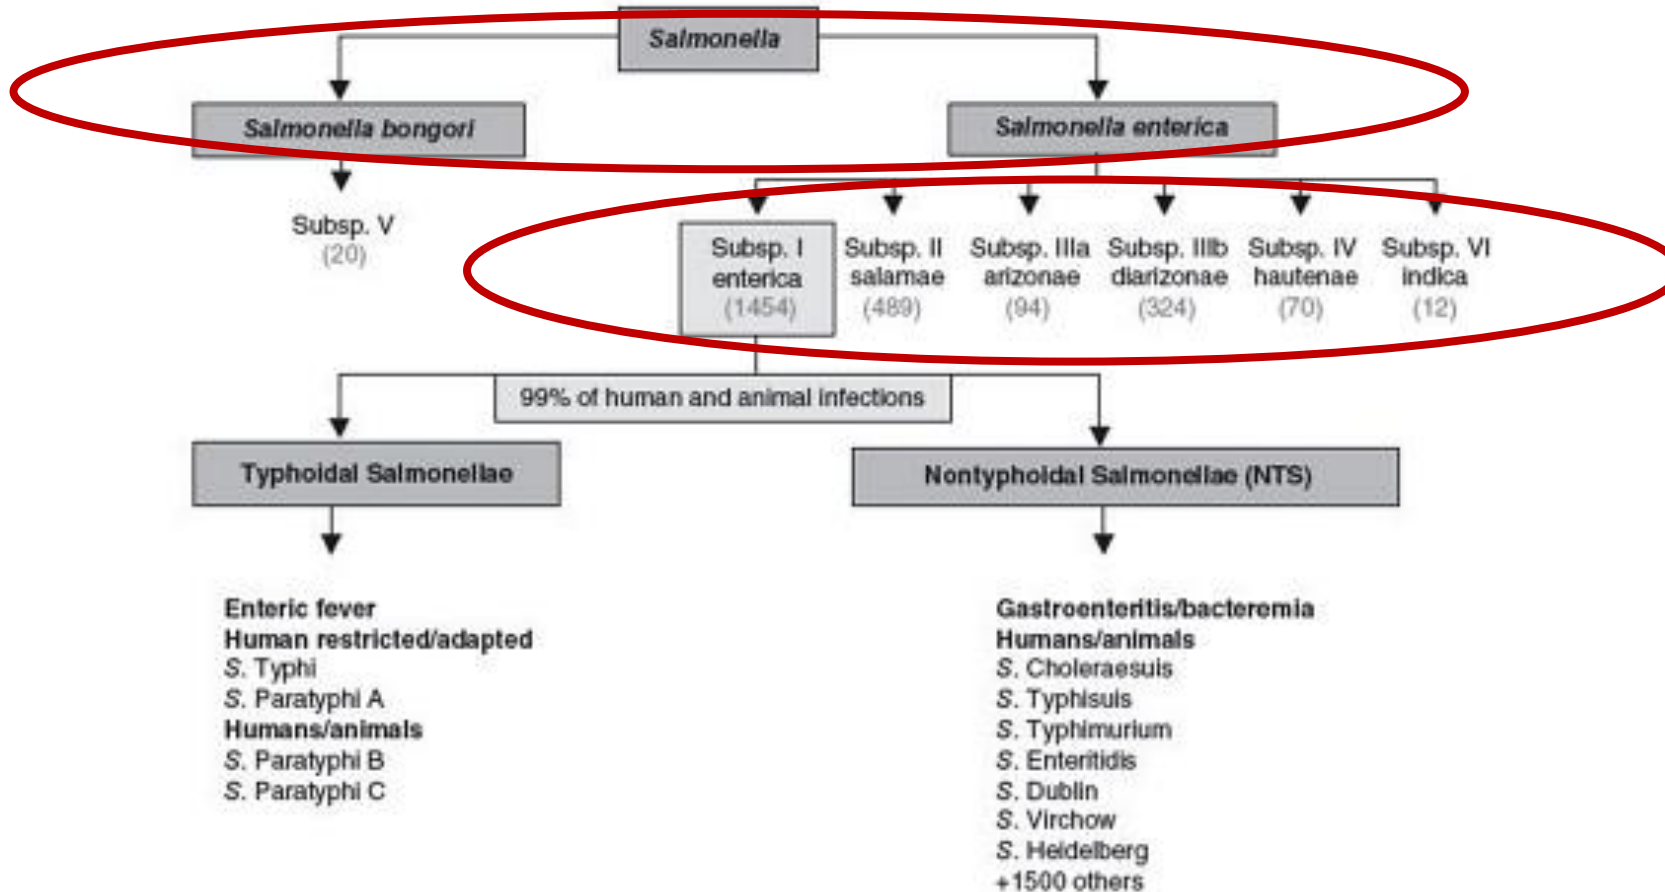 Salmonella
Salmonella bongori
Salmonella enterica
Subsp. V
(20)
Subsp. I
enterica
(1454)
Subsp. II
salamae
(489)
Subsp. IIIa
arizonae
(94)
Subsp. IIIb
diarizonae
(324)
Subsp. IV
hautenae
(70)
Subsp. VI
indica
(12)
99% of human and animal infections
Typhoidal Salmonellae
Nontyphoidal Salmonellae (NTS)
Enteric fever
Human restricted/adapted
S. Typhi
S. Paratyphi A
Humans/animals
S. Paratyphi B
S. Paratyphi C
Gastroenteritis/bacteremia
Humans/animals
S. Choleraesuis
S. Typhisuis
S. Typhimurium
S. Enteritidis
S. Dublin
S. Virchow
S. Heidelberg
+1500 others